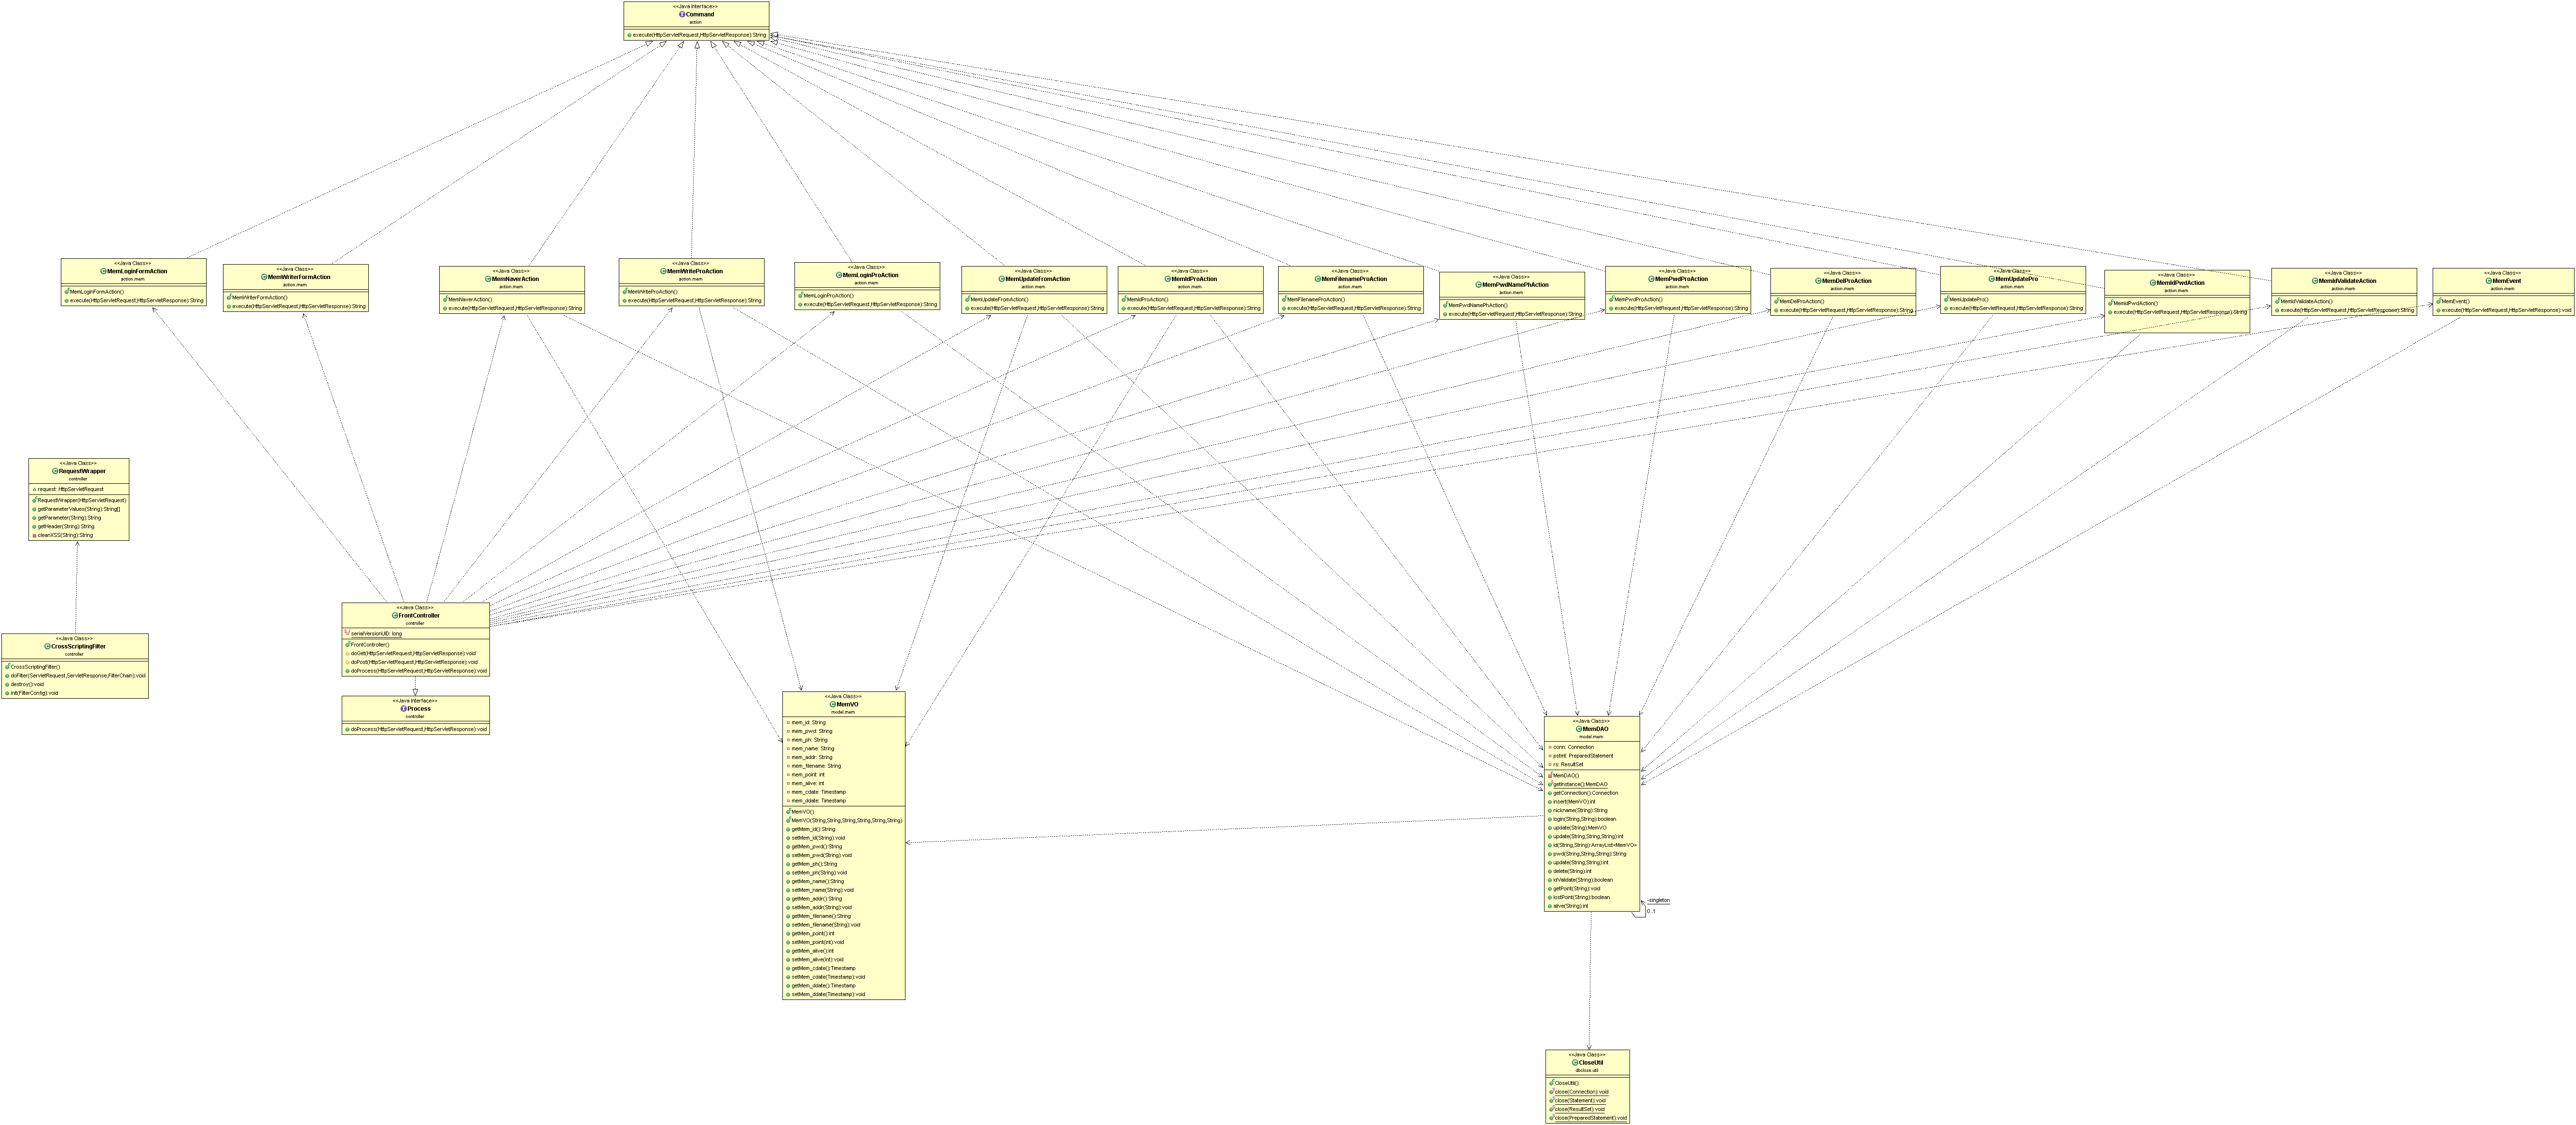 <<Java Interface>>
Command
action
execute(HttpServletRequest,HttpServletResponse):String
<<Java Class>>
MemLoginFormAction
action.mem
MemLoginFormAction()
execute(HttpServletRequest,HttpServletResponse):String
<<Java Class>>
MemWriterFormAction
action.mem
MemWriterFormAction()
execute(HttpServletRequest,HttpServletResponse):String
<<Java Class>>
MemNaverAction
action.mem
MemNaverAction()
execute(HttpServletRequest,HttpServletResponse):String
<<Java Class>>
MemWriteProAction
action.mem
MemWriteProAction()
execute(HttpServletRequest,HttpServletResponse):String
<<Java Class>>
MemLoginProAction
action.mem
MemLoginProAction()
execute(HttpServletRequest,HttpServletResponse):String
<<Java Class>>
MemUpdateFromAction
action.mem
MemUpdateFromAction()
execute(HttpServletRequest,HttpServletResponse):String
<<Java Class>>
MemIdProAction
action.mem
MemIdProAction()
execute(HttpServletRequest,HttpServletResponse):String
<<Java Class>>
MemFilenameProAction
action.mem
MemFilenameProAction()
execute(HttpServletRequest,HttpServletResponse):String
<<Java Class>>
MemPwdNamePhAction
action.mem
MemPwdNamePhAction()
execute(HttpServletRequest,HttpServletResponse):String
<<Java Class>>
MemPwdProAction
action.mem
MemPwdProAction()
execute(HttpServletRequest,HttpServletResponse):String
<<Java Class>>
MemDelProAction
action.mem
MemDelProAction()
execute(HttpServletRequest,HttpServletResponse):String
<<Java Class>>
MemUpdatePro
action.mem
MemUpdatePro()
execute(HttpServletRequest,HttpServletResponse):String
<<Java Class>>
MemIdPwdAction
action.mem
MemIdPwdAction()
execute(HttpServletRequest,HttpServletResponse):String
<<Java Class>>
MemIdValidateAction
action.mem
MemIdValidateAction()
execute(HttpServletRequest,HttpServletResponse):String
<<Java Class>>
MemEvent
action.mem
MemEvent()
execute(HttpServletRequest,HttpServletResponse):void
<<Java Class>>
RequestWrapper
controller
request: HttpServletRequest
RequestWrapper(HttpServletRequest)
getParameterValues(String):String[]
getParameter(String):String
getHeader(String):String
cleanXSS(String):String
<<Java Class>>
CrossScriptingFilter
controller
CrossScriptingFilter()
doFilter(ServletRequest,ServletResponse,FilterChain):void
destroy():void
init(FilterConfig):void
<<Java Class>>
FrontController
controller
serialVersionUID: long
FrontController()
doGet(HttpServletRequest,HttpServletResponse):void
doPost(HttpServletRequest,HttpServletResponse):void
doProcess(HttpServletRequest,HttpServletResponse):void
<<Java Interface>>
Process
controller
doProcess(HttpServletRequest,HttpServletResponse):void
<<Java Class>>
MemVO
model.mem
mem_id: String
mem_pwd: String
mem_ph: String
mem_name: String
mem_addr: String
mem_filename: String
mem_point: int
mem_alive: int
mem_cdate: Timestamp
mem_ddate: Timestamp
MemVO()
MemVO(String,String,String,String,String,String)
getMem_id():String
setMem_id(String):void
getMem_pwd():String
setMem_pwd(String):void
getMem_ph():String
setMem_ph(String):void
getMem_name():String
setMem_name(String):void
getMem_addr():String
setMem_addr(String):void
getMem_filename():String
setMem_filename(String):void
getMem_point():int
setMem_point(int):void
getMem_alive():int
setMem_alive(int):void
getMem_cdate():Timestamp
setMem_cdate(Timestamp):void
getMem_ddate():Timestamp
setMem_ddate(Timestamp):void
<<Java Class>>
MemDAO
model.mem
conn: Connection
pstmt: PreparedStatement
rs: ResultSet
MemDAO()
getInstance():MemDAO
getConnection():Connection
insert(MemVO):int
nickname(String):String
login(String,String):boolean
update(String):MemVO
update(String,String,String):int
id(String,String):ArrayList<MemVO>
pwd(String,String,String):String
update(String,String):int
delete(String):int
idValidate(String):boolean
getPoint(String):void
lostPoint(String):boolean
alive(String):int
-singleton
0..1
<<Java Class>>
CloseUtil
dbclose.util
CloseUtil()
close(Connection):void
close(Statement):void
close(ResultSet):void
close(PreparedStatement):void